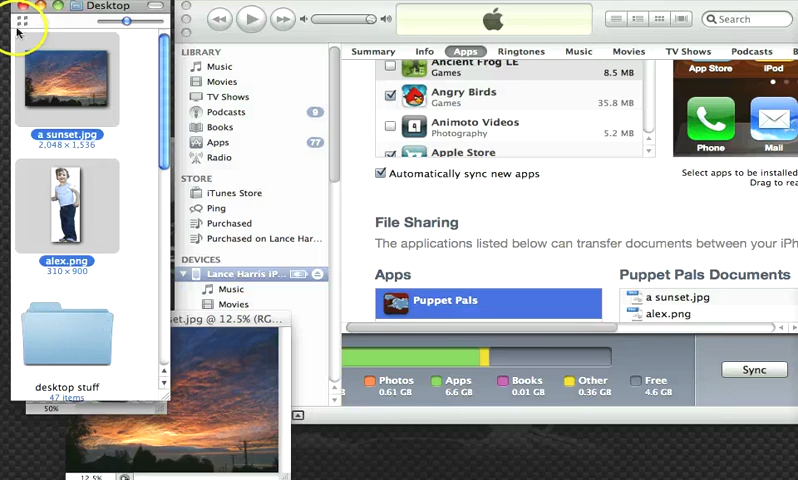 Desktop
a sunset.jpg
2,048 × 1,536
alex.png
310 × 900
desktop stuff
47 items
50%
set.jpg @ 12.5% (RG...
12.5%
Search
LIBRARY
Music
Movies
TV Shows
Podcasts 9
Books
Apps 77
Radio
STORE
iTunes Store
Ping
Purchased
Purchased on Lance Harri...
DEVICES
Lance Harris iP...
Music
Movies
Summary Info Apps Ringtones Music Movies TV Shows Podcasts
Ancient Frog LE
Games 8.5 MB
Angry Birds
Games 35.8 MB
Animoto Videos
Photography 5.2 MB
Apple Store
Automatically sync new apps
App Store iPod
Phone Mail
Select apps to be installed
Drag to rea
File Sharing
The applications listed below can transfer documents between your iPh
Apps
Puppet Pals
Puppet Pals Documents
a sunset.jpg
alex.png
Photos
0.61 GB
Apps
6.6 GB
Books
0.01 GB
Other
0.36 GB
Free
4.6 GB
Sync